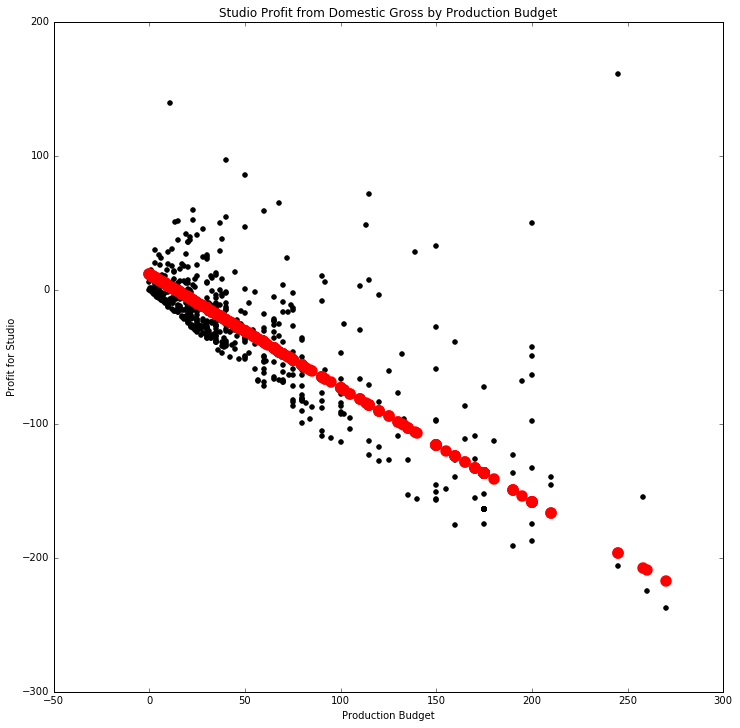 Studio Profit from Domestic Gross by Production Budget
200
100
0
−100
−200
−300
Profit for Studio
−50 0 50 100 150 200 250 300
Production Budget